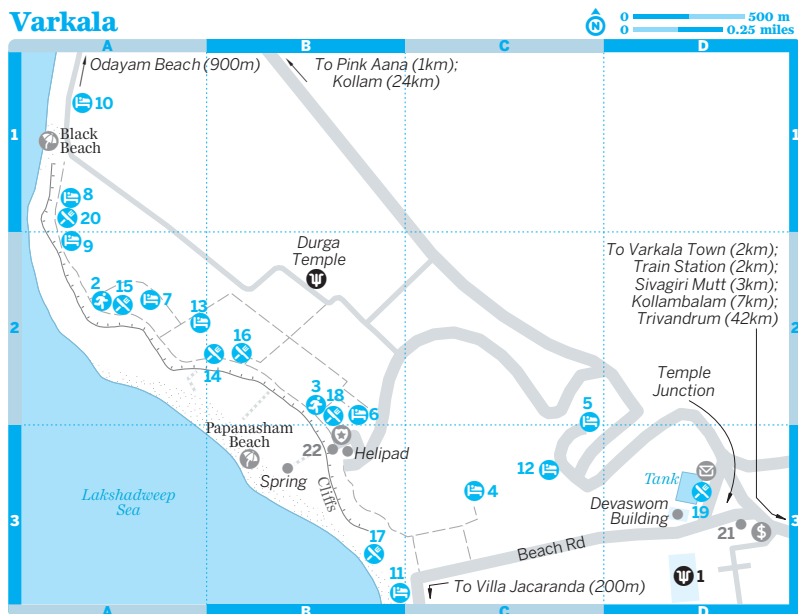 Varkala
N
0 500 m
0 0.25 miles
A B C D
Odayam Beach (900m)
To Pink Aana (1km);
Kollam (24km)
10
1 1
Black
Beach
8
20
9
Durga
Temple
To Varkala Town (2km);
Train Station (2km);
Sivagiri Mutt (3km);
Kollambalam (7km);
Trivandrum (42km)
2 15 7
13
2 2
16
14
Temple
Junction
3
18
6
5
Papanasham
Beach
22
Helipad
Spring
Cliffs
12
4
Tank
Lakshadweep
Sea
Devaswom
Building
19
3 3
21
$
17
Beach Rd
11
To Villa Jacaranda (200m)
1
A B C D